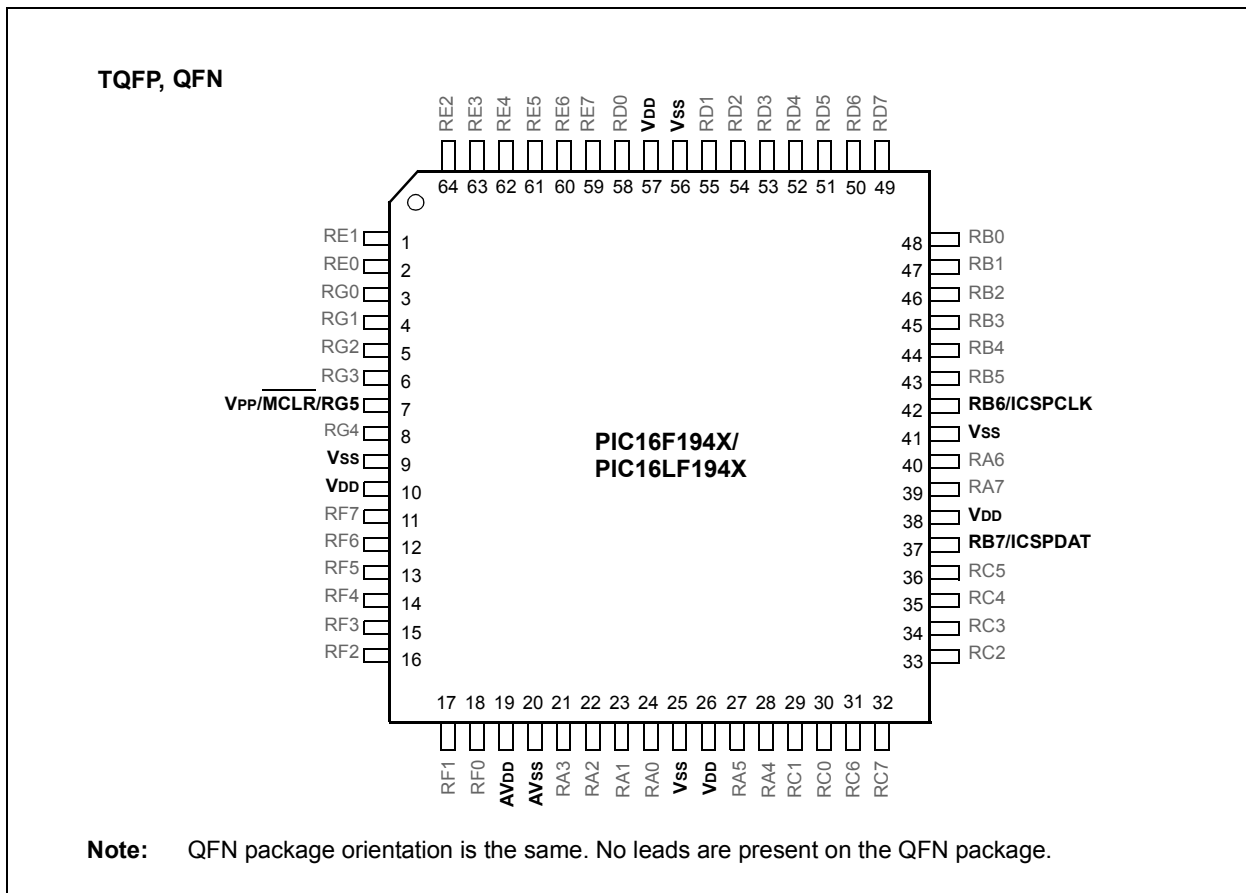 TQFP, QFN
RE2 RE3 RE4 RE5 RE6 RE7 RD0 VDD VSS RD1 RD2 RD3 RD4 RD5 RD6 RD7
64 63 62 61 60 59 58 57 56 55 54 53 52 51 50 49
RE1 1 48 RB0
RE0 2 47 RB1
RG0 3 46 RB2
RG1 4 45 RB3
RG2 5 44 RB4
RG3 6 43 RB5
VPP/MCLR/RG5 7 42 RB6/ICSPCLK
RG4 8 41 VSS
VSS 9 40 RA6
VDD 10 39 RA7
RF7 11 38 VDD
RF6 12 37 RB7/ICSPDAT
RF5 13 36 RC5
RF4 14 35 RC4
RF3 15 34 RC3
RF2 16 33 RC2
PIC16F194X/
PIC16LF194X
17 18 19 20 21 22 23 24 25 26 27 28 29 30 31 32
RF1 RF0 AVDD AVSS RA3 RA2 RA1 RA0 VSS VDD RA5 RA4 RC1 RC0 RC6 RC7
Note: QFN package orientation is the same. No leads are present on the QFN package.